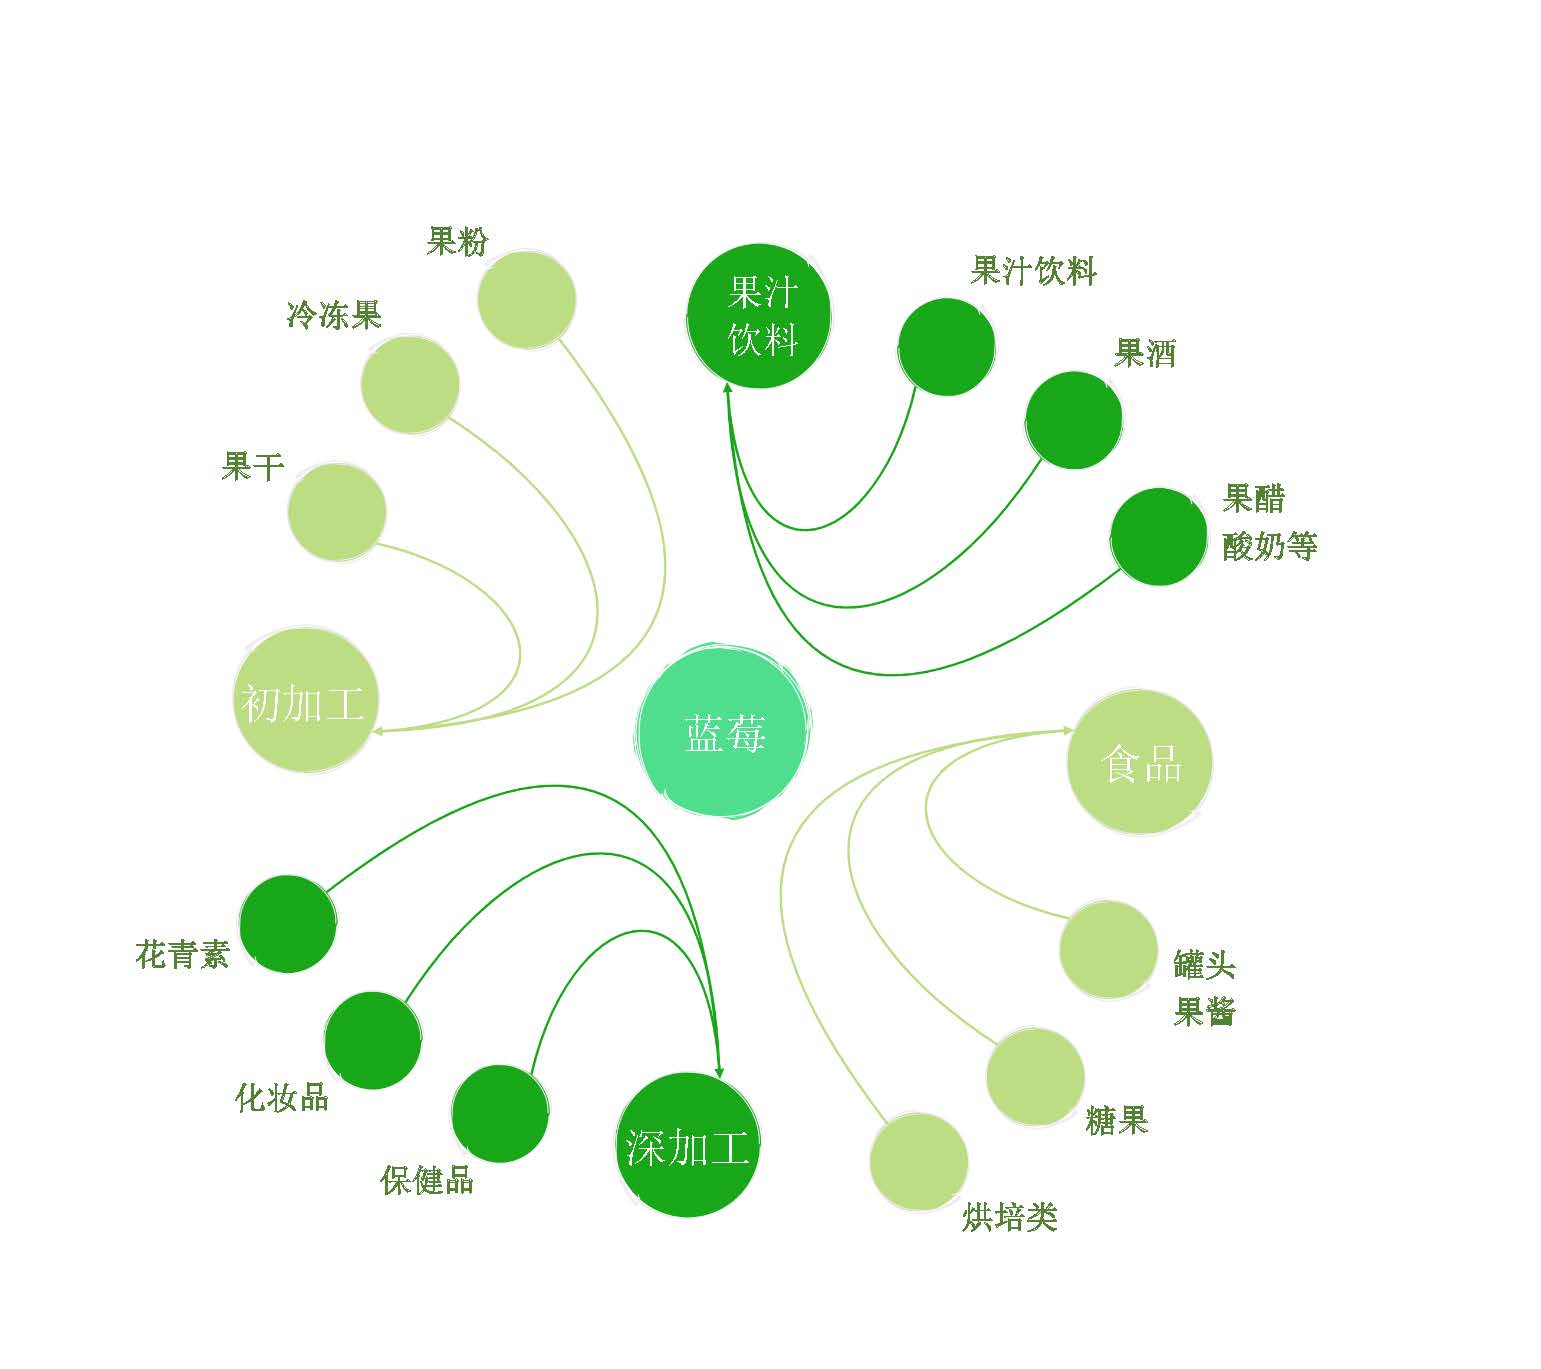 果粉
冷冻果
果干
初加工
果汁
饮料
果汁饮料
果酒
果醋
酸奶等
蓝莓
食品
罐头
果酱
糖果
烘培类
花青素
化妆品
保健品
深加工